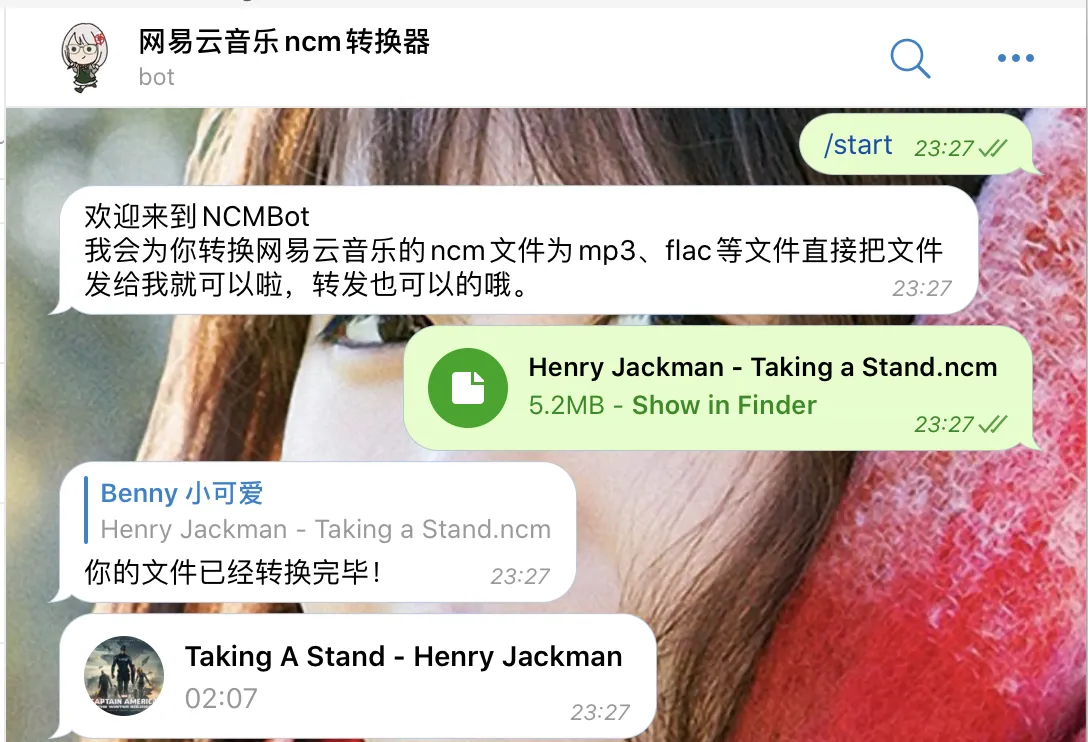 网易云音乐ncm转换器
bot
/start 23:27
欢迎来到NCMBot
我会为你转换网易云音乐的ncm文件为mp3、flac等文件直接把文件
发给我就可以啦，转发也可以的哦。
23:27
Henry Jackman - Taking a Stand.ncm
5.2MB - Show in Finder
23:27
Benny 小可爱
Henry Jackman - Taking a Stand.ncm
你的文件已经转换完毕！ 23:27
Taking A Stand - Henry Jackman
02:07
23:27